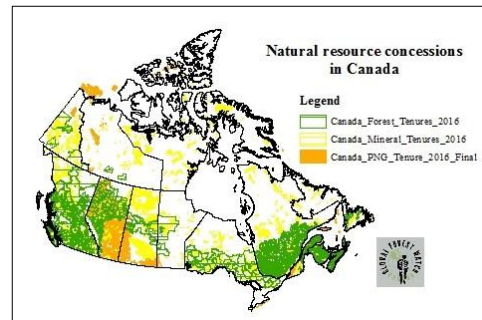 Natural resource concessions
in Canada
Legend
Canada_Forest_Tenures_2016
Canada_Mineral_Tenures_2016
Canada_PNG_Tenure_2016_Final
GLOBAL FOREST WATCH